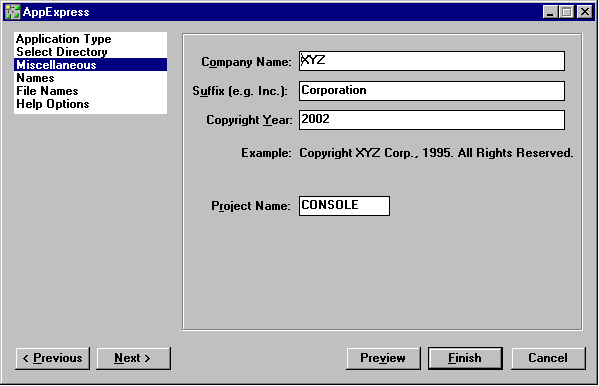 AppExpress
Application Type
Select Directory
Miscellaneous
Names
File Names
Help Options
Company Name: XYZ
Suffix (e.g. Inc.): Corporation
Copyright Year: 2002
Example: Copyright XYZ Corp., 1995. All Rights Reserved.
Project Name: CONSOLE
< Previous Next > Preview Finish Cancel